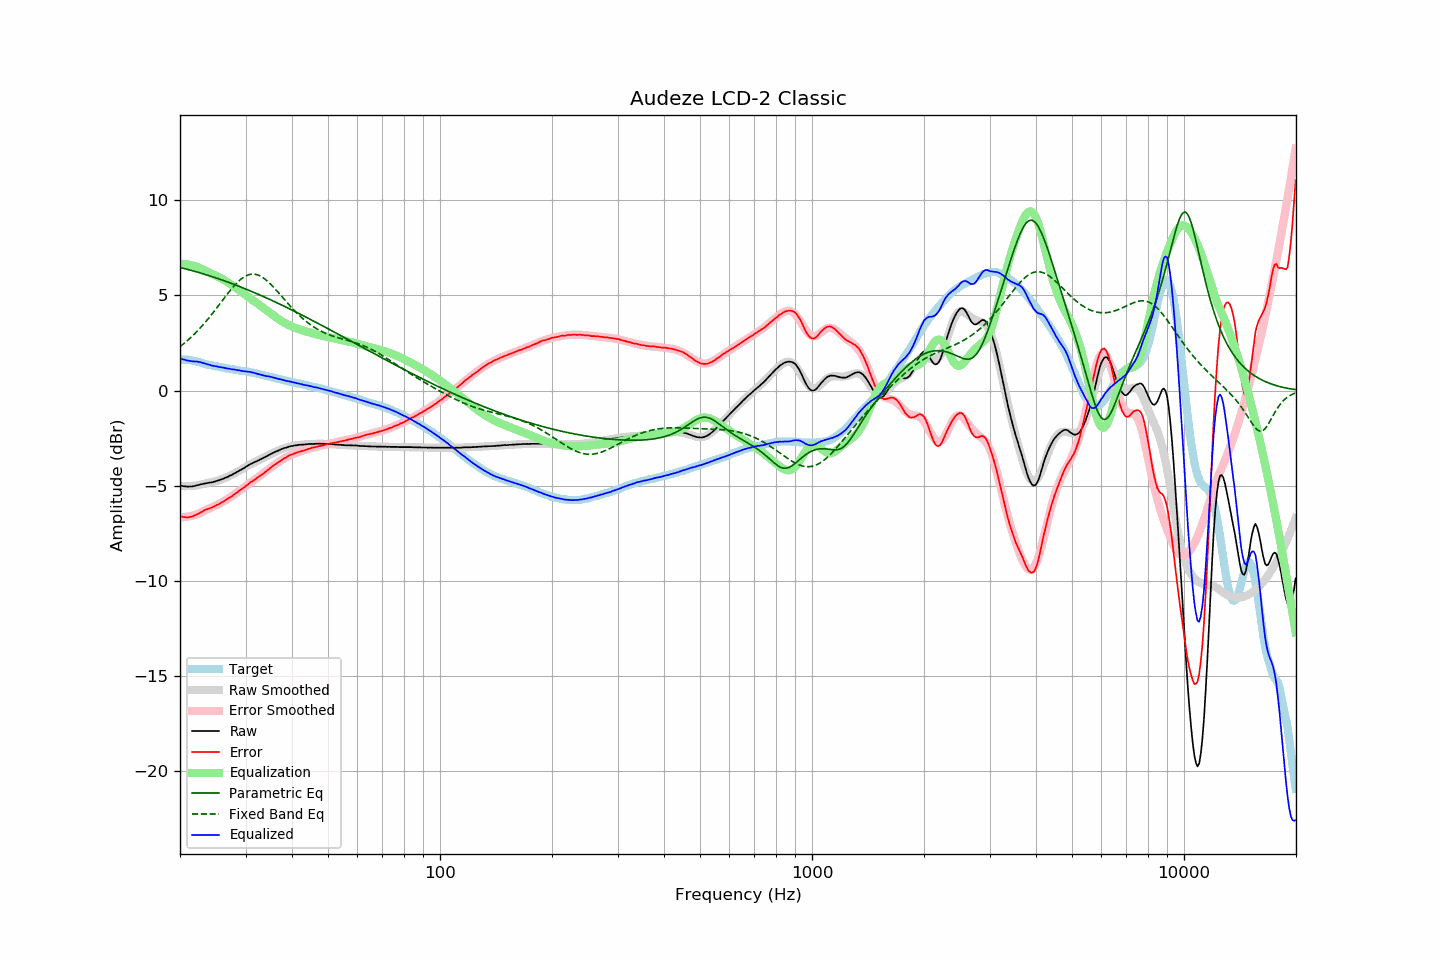 Audeze LCD-2 Classic
Amplitude (dBr)
10
5
0
−5
−10
−15
−20
Target
Raw Smoothed
Error Smoothed
Raw
Error
Equalization
Parametric Eq
Fixed Band Eq
Equalized
100
1000
10000
Frequency (Hz)